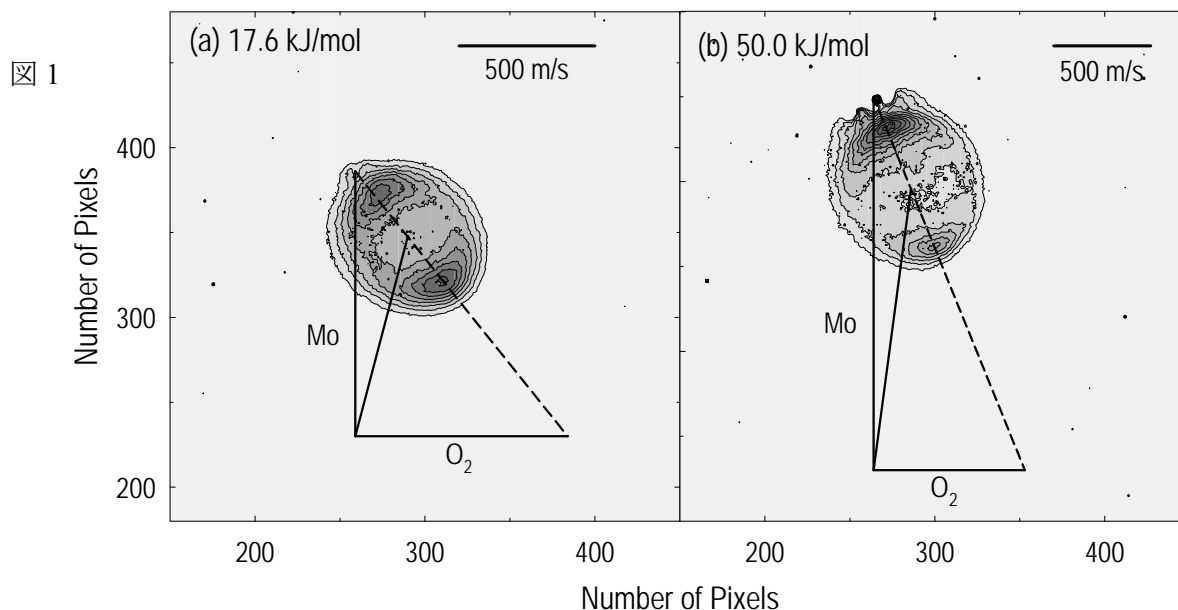 図 1
(a) 17.6 kJ/mol
500 m/s
Mo
O2
(b) 50.0 kJ/mol
500 m/s
Mo
O2
400
300
200
Number of Pixels
200 300 400 200 300 400
Number of Pixels